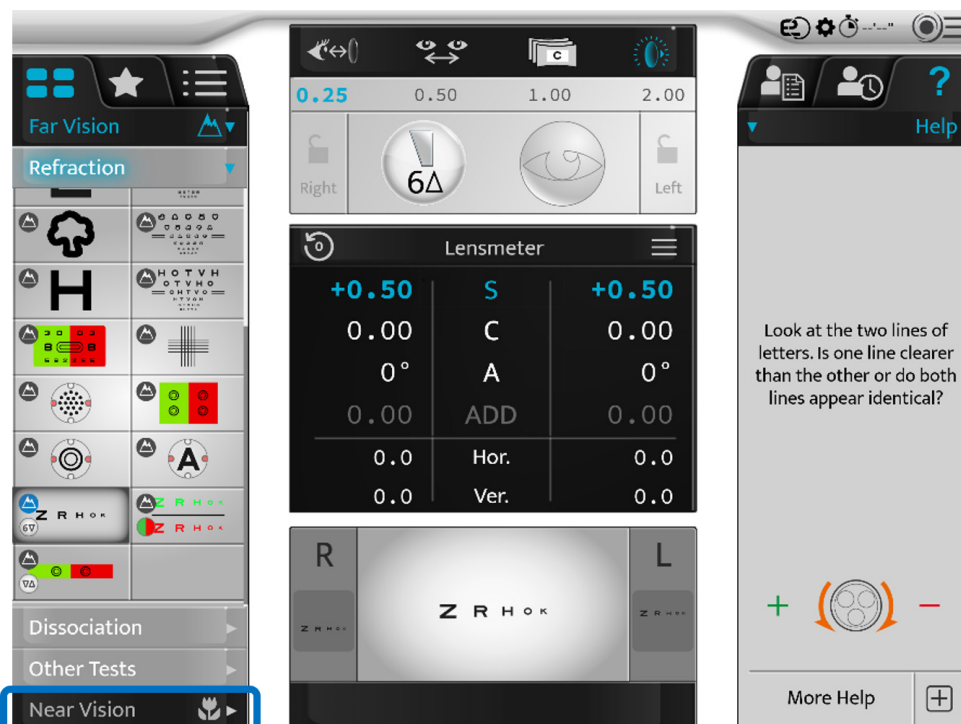 --'--"
C
0.25 0.50 1.00 2.00
Right
6Δ
Left
Far Vision
Refraction
H
H O T V H
A
Z R H O K
6∇
Z R H O K
Z R H O K
∇Δ
Dissociation
Other Tests
Near Vision
0 Lensmeter
+0.50 S +0.50
0.00 C 0.00
0° A 0°
0.00 ADD 0.00
0.0 Hor. 0.0
0.0 Ver. 0.0
R L
Z R H O K
Z R H O K
Z R H O K
?
Help
Look at the two lines of
letters. Is one line clearer
than the other or do both
lines appear identical?
+ −
More Help +